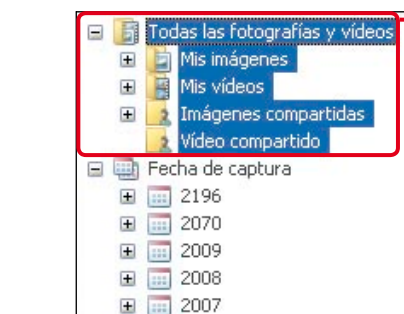 Todas las fotografías y vídeos
Mis imágenes
Mis vídeos
Imágenes compartidas
Vídeo compartido
Fecha de captura
2196
2070
2009
2008
2007